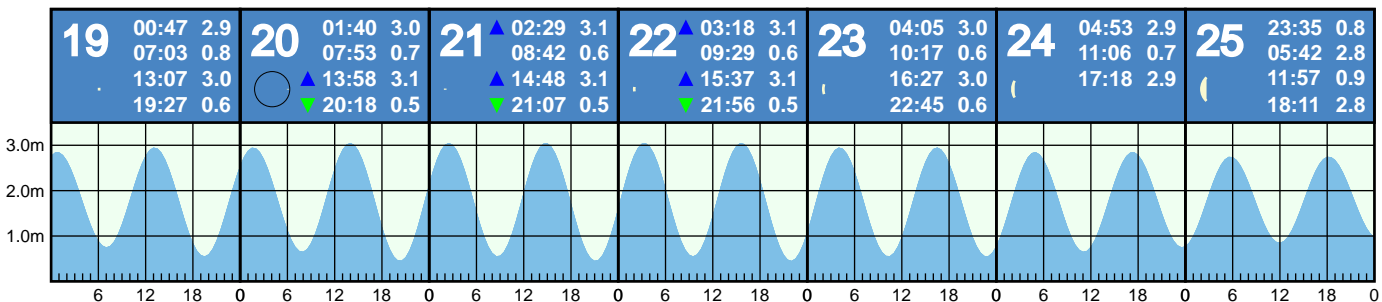 19 00:47 2.9
07:03 0.8
13:07 3.0
19:27 0.6
20 01:40 3.0
07:53 0.7
▲ 13:58 3.1
▼ 20:18 0.5
21 ▲ 02:29 3.1
08:42 0.6
▲ 14:48 3.1
▼ 21:07 0.5
22 ▲ 03:18 3.1
09:29 0.6
▲ 15:37 3.1
▼ 21:56 0.5
23 04:05 3.0
10:17 0.6
16:27 3.0
22:45 0.6
24 04:53 2.9
11:06 0.7
17:18 2.9
25 23:35 0.8
05:42 2.8
11:57 0.9
18:11 2.8
3.0m
2.0m
1.0m
6 12 18 0 6 12 18 0 6 12 18 0 6 12 18 0 6 12 18 0 6 12 18 0 6 12 18 0